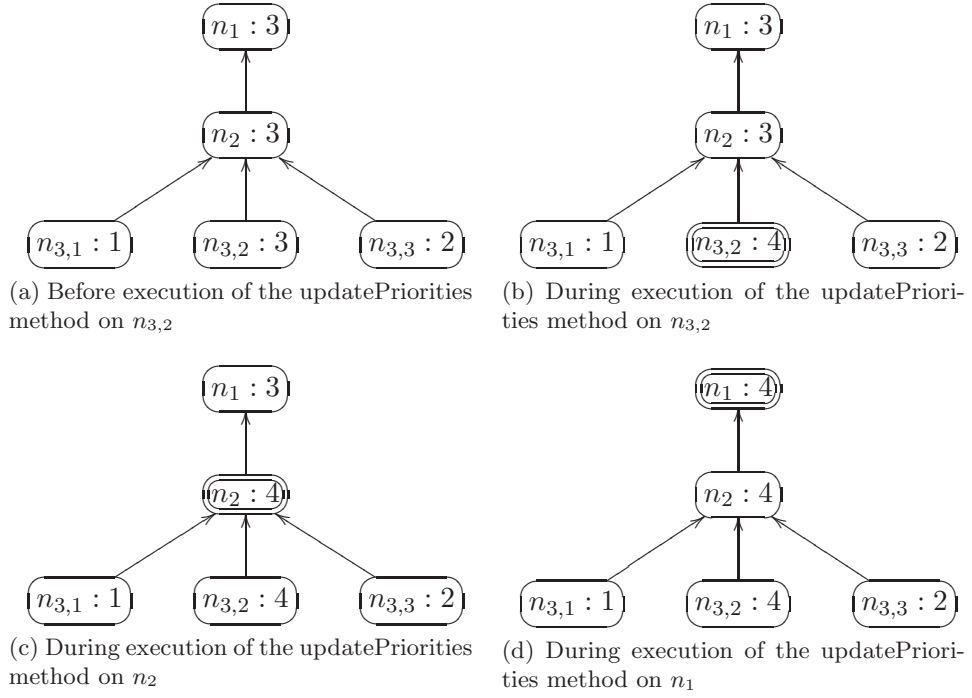 n₁ : 3
n₂ : 3
n₃,₁ : 1
n₃,₂ : 3
n₃,₃ : 2
(a) Before execution of the updatePriorities
method on n₃,₂
n₁ : 3
n₂ : 3
n₃,₁ : 1
n₃,₂ : 4
n₃,₃ : 2
(b) During execution of the updatePriori-
ties method on n₃,₂
n₁ : 3
n₂ : 4
n₃,₁ : 1
n₃,₂ : 4
n₃,₃ : 2
(c) During execution of the updatePriorities
method on n₂
n₁ : 4
n₂ : 4
n₃,₁ : 1
n₃,₂ : 4
n₃,₃ : 2
(d) During execution of the updatePriori-
ties method on n₁